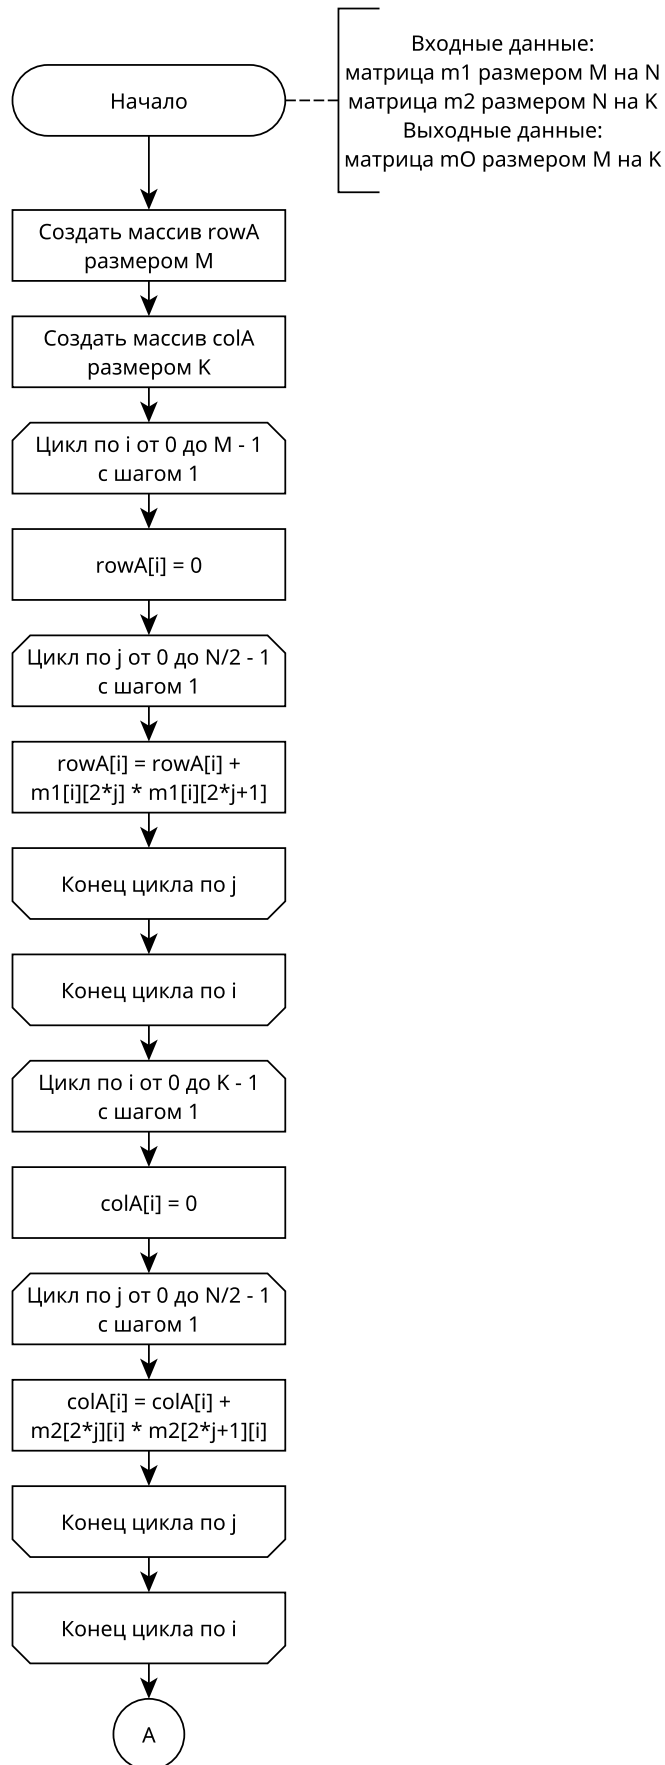 Входные данные:
матрица m1 размером M на N
матрица m2 размером N на K
Выходные данные:
матрица mO размером M на K
Начало
Создать массив rowA
размером M
Создать массив colA
размером K
Цикл по i от 0 до M - 1
с шагом 1
rowA[i] = 0
Цикл по j от 0 до N/2 - 1
с шагом 1
rowA[i] = rowA[i] +
m1[i][2*j] * m1[i][2*j+1]
Конец цикла по j
Конец цикла по i
Цикл по i от 0 до K - 1
с шагом 1
colA[i] = 0
Цикл по j от 0 до N/2 - 1
с шагом 1
colA[i] = colA[i] +
m2[2*j][i] * m2[2*j+1][i]
Конец цикла по j
Конец цикла по i
A